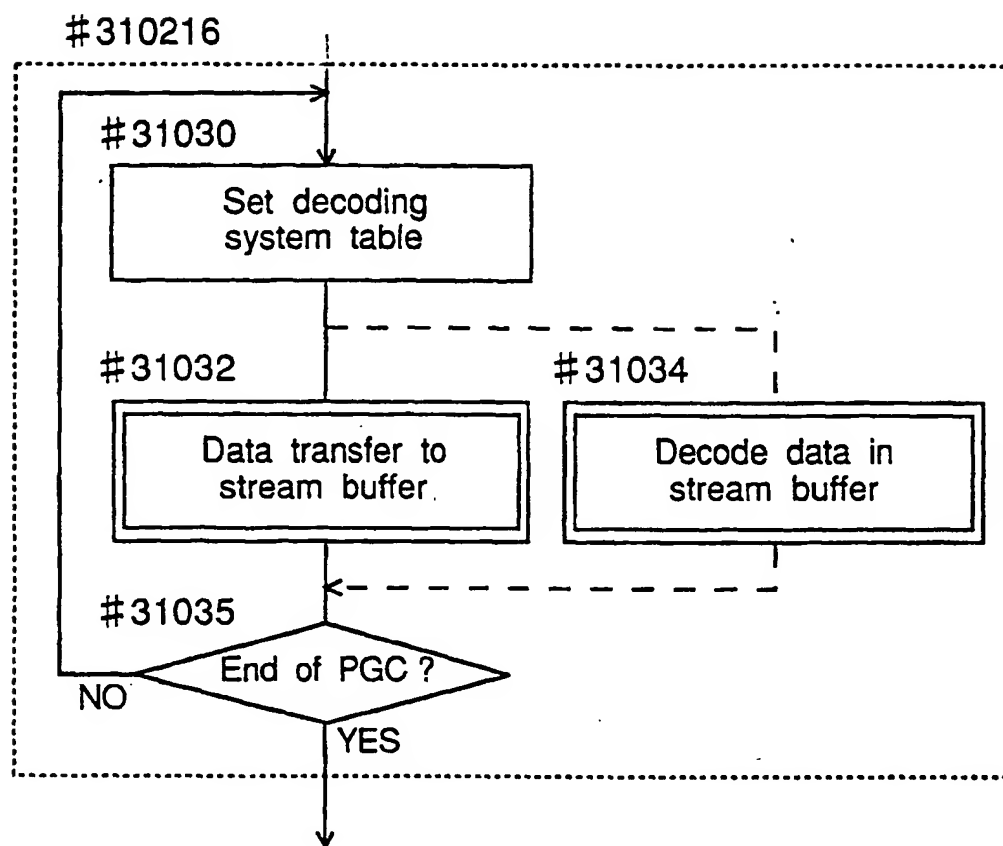 #310216
#31030
Set decoding
system table
#31032
#31034
Data transfer to
stream buffer
Decode data in
stream buffer
#31035
End of PGC ?
NO
YES